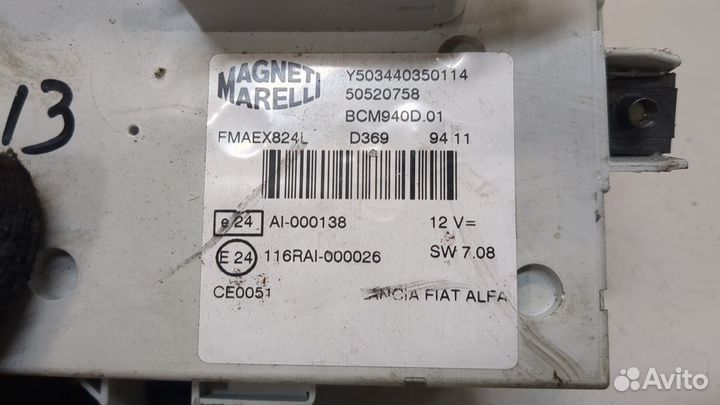 13
MAGNETI
MARELLI
Y503440350114
50520758
BCM940D.01
FMAEX824L D369 94 11
e 24 AI-000138 12 V=
E 24 116RAI-000026 SW 7.08
CE0051 LANCIA FIAT ALFA
Avito